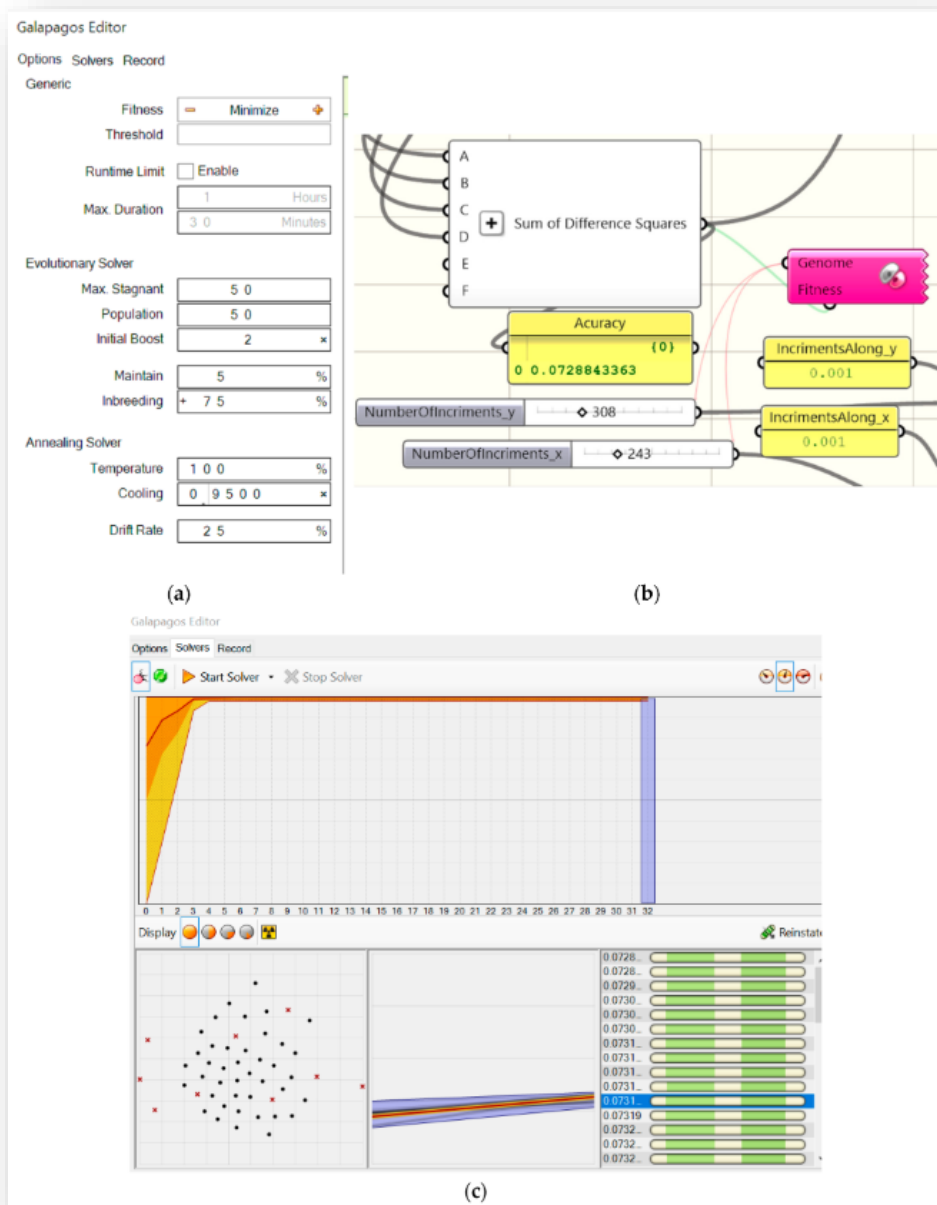 Galapagos Editor
Options Solvers Record
Generic
Fitness − Minimize +
Threshold
Runtime Limit Enable
Max. Duration 1 Hours
30 Minutes
Evolutionary Solver
Max. Stagnant 50
Population 50
Initial Boost 2 ×
Maintain 5 %
Inbreeding + 75 %
Annealing Solver
Temperature 100 %
Cooling 0.9500 ×
Drift Rate 25 %
(a)
A
B
C
D
E
F
+ Sum of Difference Squares
Genome
Fitness
Acuracy
{0}
0 0.0728843363
IncrimentsAlong_y
0.001
NumberOfIncriments_y 308
IncrimentsAlong_x
0.001
NumberOfIncriments_x 243
(b)
Galapagos Editor
Options Solvers Record
Start Solver Stop Solver
0 1 2 3 4 5 6 7 8 9 10 11 12 13 14 15 16 17 18 19 20 21 22 23 24 25 26 27 28 29 30 31 32
Display Reinstate
0.0728...
0.0728...
0.0729...
0.0730...
0.0730...
0.0730...
0.0731...
0.0731...
0.0731...
0.0731...
0.0731...
0.07319
0.0732...
0.0732...
0.0732...
(c)